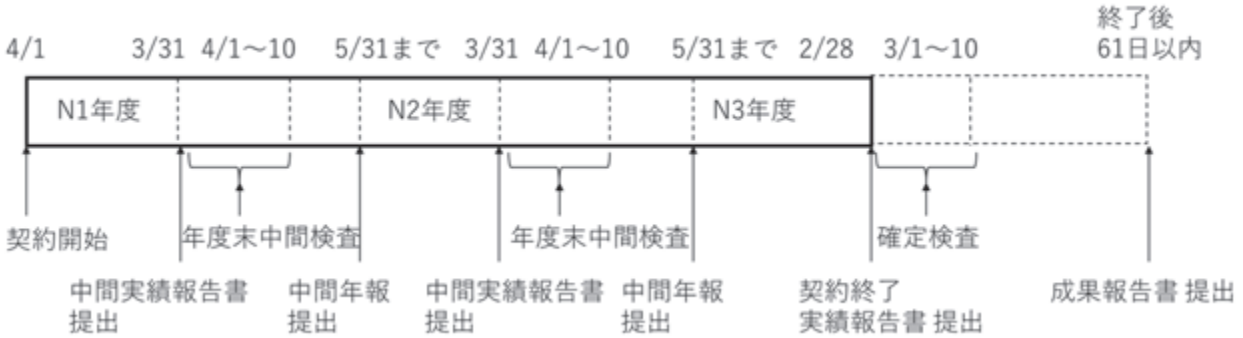 終了後
4/1 3/31 4/1～10 5/31まで 3/31 4/1～10 5/31まで 2/28 3/1～10 61日以内
N1年度 N2年度 N3年度
契約開始 年度末中間検査 年度末中間検査 確定検査
中間実績報告書 中間年報 中間実績報告書 中間年報 契約終了 成果報告書 提出
提出 提出 提出 提出 実績報告書 提出